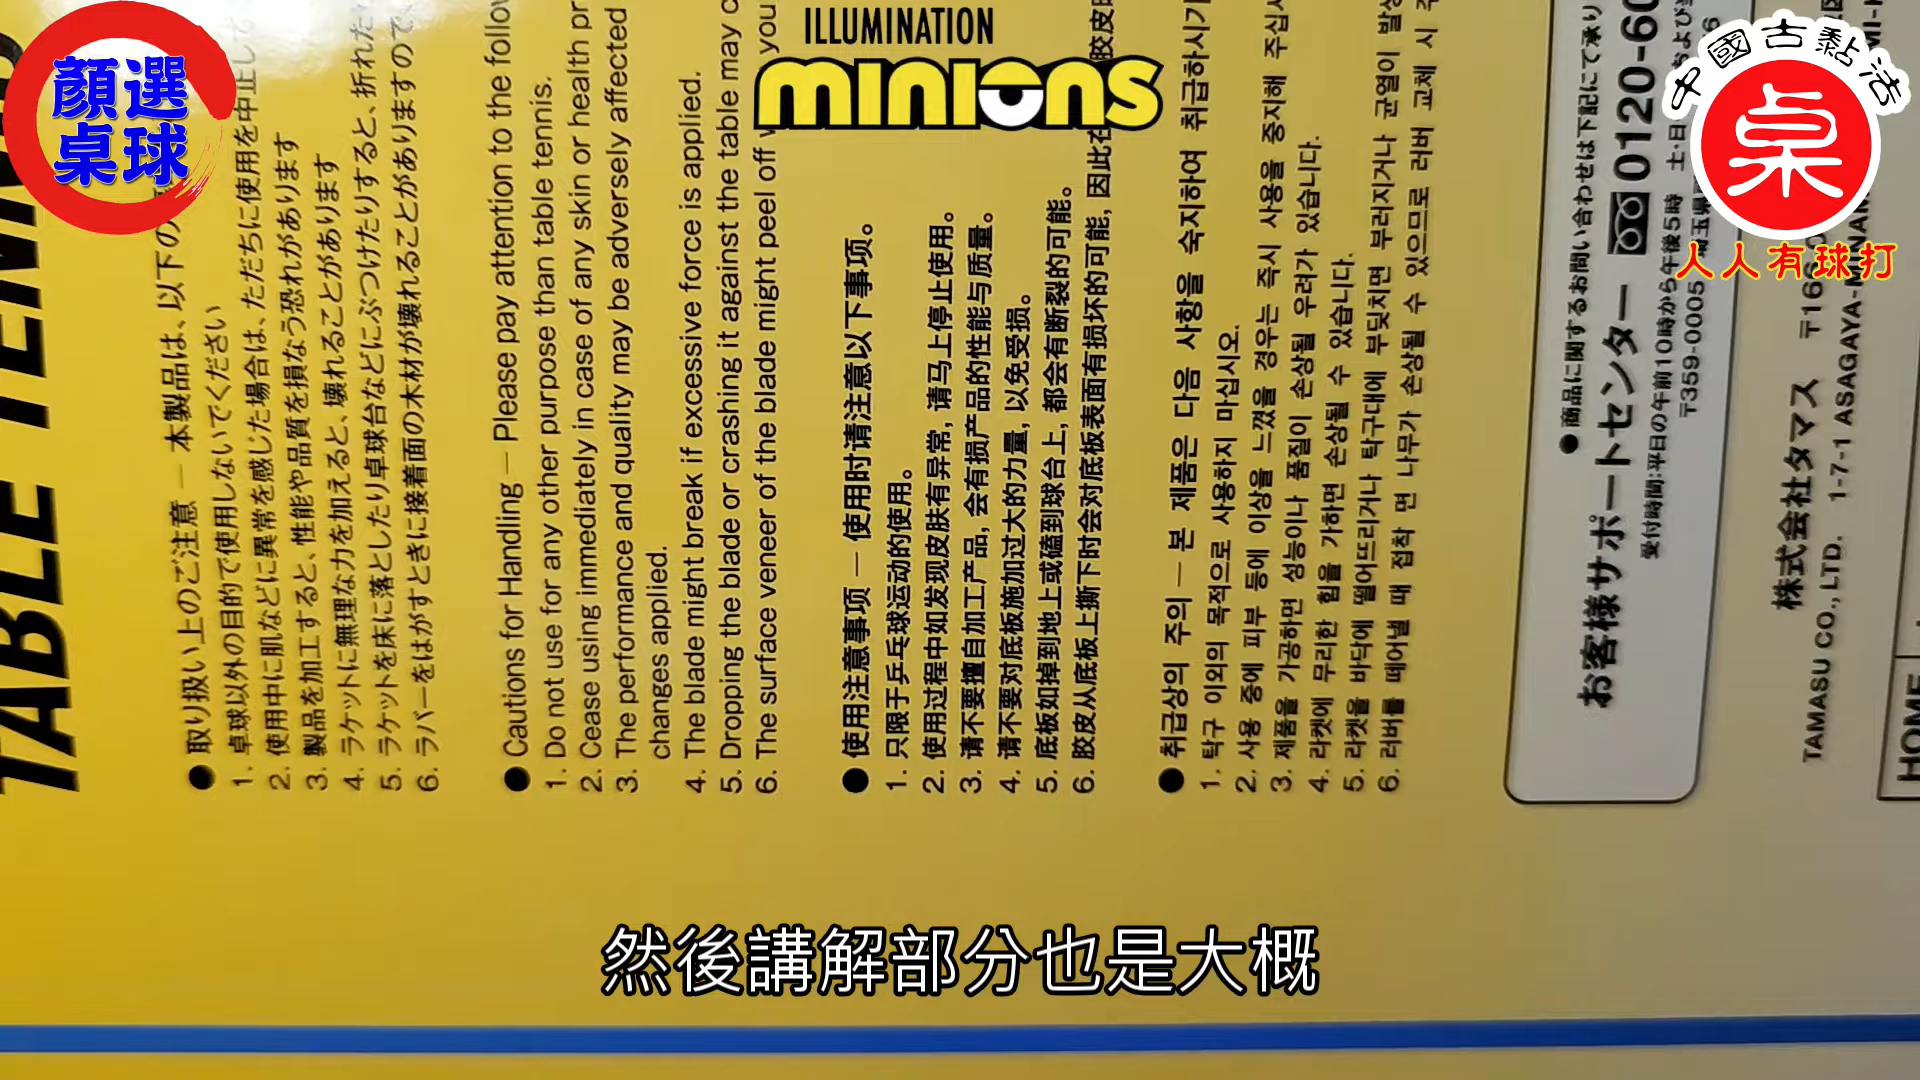 顏選
桌球
ILLUMINATION
minions
中國古黏法
桌
人人有球打
TABLE TENNIS
● 取り扱い上のご注意 － 本製品は、以下の
1. 卓球以外の目的で使用しないでください
2. 使用中に肌などに異常を感じた場合は、ただちに使用を中止し
3. 製品を加工すると、性能や品質を損なう恐れがあります
4. ラケットに無理な力を加えると、壊れることがあります
5. ラケットを床に落としたり卓球台などにぶつけたりすると、折れた
6. ラバーをはがすときに接着面の木材が壊れることがありますので、
● Cautions for Handling － Please pay attention to the follow
1. Do not use for any other purpose than table tennis.
2. Cease using immediately in case of any skin or health pr
3. The performance and quality may be adversely affected
changes applied.
4. The blade might break if excessive force is applied.
5. Dropping the blade or crashing it against the table may c
6. The surface veneer of the blade might peel off you
● 使用注意事项 － 使用时请注意以下事项。
1. 只限于乒乓球运动的使用。
2. 使用过程中如发现皮肤有异常, 请马上停止使用。
3. 请不要擅自加工产品, 会有损产品的性能与质量。
4. 请不要对底板施加过大的力量, 以免受损。
5. 底板如掉到地上或磕到球台上, 都会有断裂的可能。
6. 胶皮从底板上撕下时会对底板表面有损坏的可能, 因此在 胶皮
● 취급상의 주의 － 본 제품은 다음 사항을 숙지하여 취급하시기
1. 탁구 이외의 목적으로 사용하지 마십시오.
2. 사용 중에 피부 등에 이상을 느꼈을 경우는 즉시 사용을 중지해 주십시
3. 제품을 가공하면 성능이나 품질이 손상될 우려가 있습니다.
4. 라켓에 무리한 힘을 가하면 손상될 수 있습니다.
5. 라켓을 바닥에 떨어뜨리거나 탁구대에 부딪치면 부러지거나 균열이 발생
6. 러버를 떼어낼 때 접착 면 나무가 손상될 수 있으므로 러버 교체 시 주
● 商品に関するお問い合わせは下記にて承り
お客様サポートセンター 0120-60
受付時間:平日の午前10時から午後5時 土・日 および
〒359-0005 埼玉県
株式会社タマス 〒166
TAMASU CO., LTD. 1-7-1 ASAGAYA-MINAMI
HOME
然後講解部分也是大概